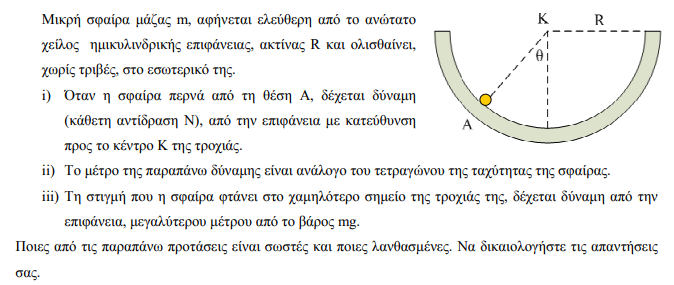 Μικρή σφαίρα μάζας m, αφήνεται ελεύθερη από το ανώτατο
χείλος ημικυλινδρικής επιφάνειας, ακτίνας R και ολισθαίνει,
χωρίς τριβές, στο εσωτερικό της.
i) Όταν η σφαίρα περνά από τη θέση Α, δέχεται δύναμη
(κάθετη αντίδραση Ν), από την επιφάνεια με κατεύθυνση
προς το κέντρο Κ της τροχιάς.
K R
θ
A
ii) Το μέτρο της παραπάνω δύναμης είναι ανάλογο του τετραγώνου της ταχύτητας της σφαίρας.
iii) Τη στιγμή που η σφαίρα φτάνει στο χαμηλότερο σημείο της τροχιάς της, δέχεται δύναμη από την
επιφάνεια, μεγαλύτερου μέτρου από το βάρος mg.
Ποιες από τις παραπάνω προτάσεις είναι σωστές και ποιες λανθασμένες. Να δικαιολογήστε τις απαντήσεις
σας.